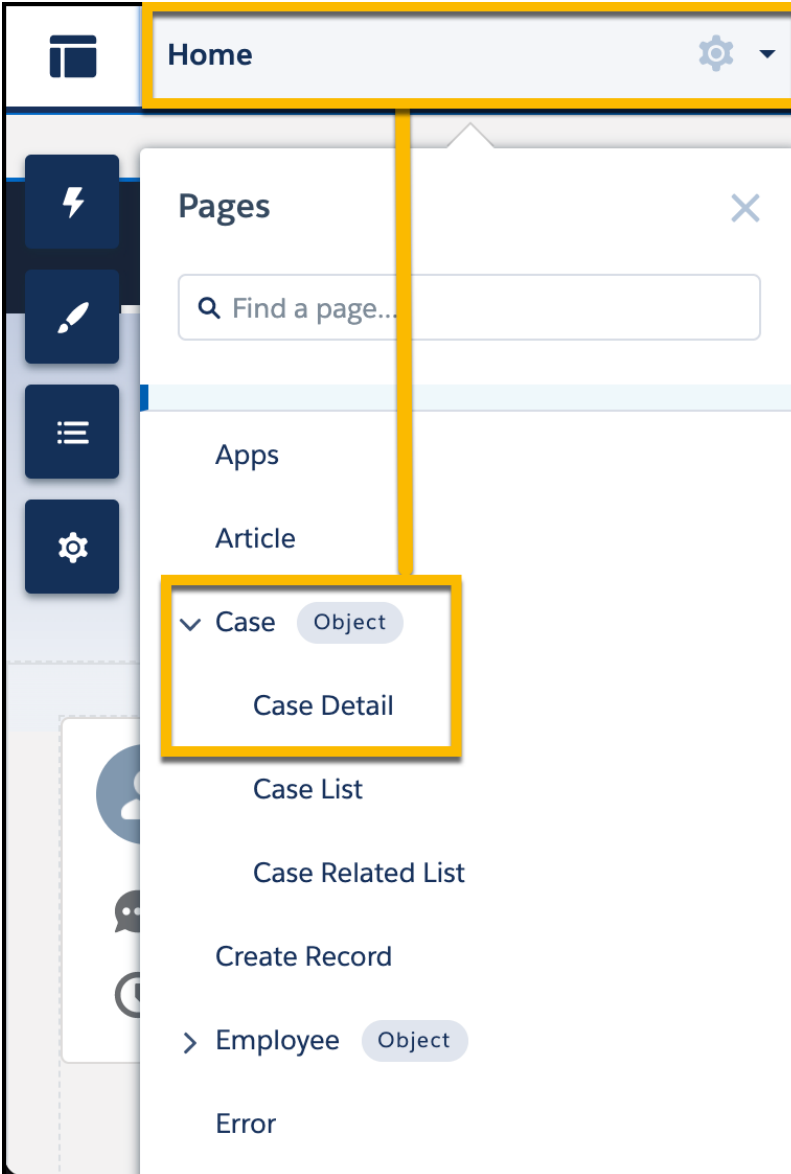 Home
Pages
Find a page...
Apps
Article
Case Object
Case Detail
Case List
Case Related List
Create Record
Employee Object
Error